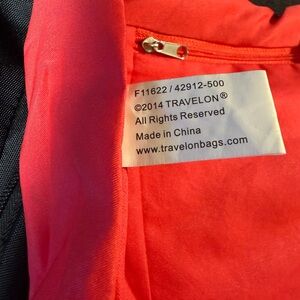 F11622 / 42912-500
©2014 TRAVELON®
All Rights Reserved
Made in China
www.travelonbags.com